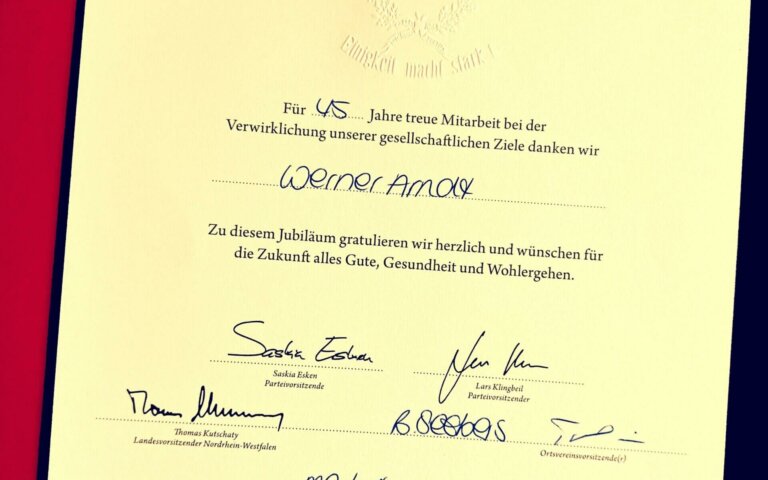 Einigkeit macht stark!
Für 45 Jahre treue Mitarbeit bei der
Verwirklichung unserer gesellschaftlichen Ziele danken wir
Werner Arndt
Zu diesem Jubiläum gratulieren wir herzlich und wünschen für
die Zukunft alles Gute, Gesundheit und Wohlergehen.
Saskia Esken
Saskia Esken
Parteivorsitzende
Lars Klingbeil
Parteivorsitzender
Thomas Kutschaty
Landesvorsitzender Nordrhein-Westfalen
Ortsvereinsvorsitzende(r)